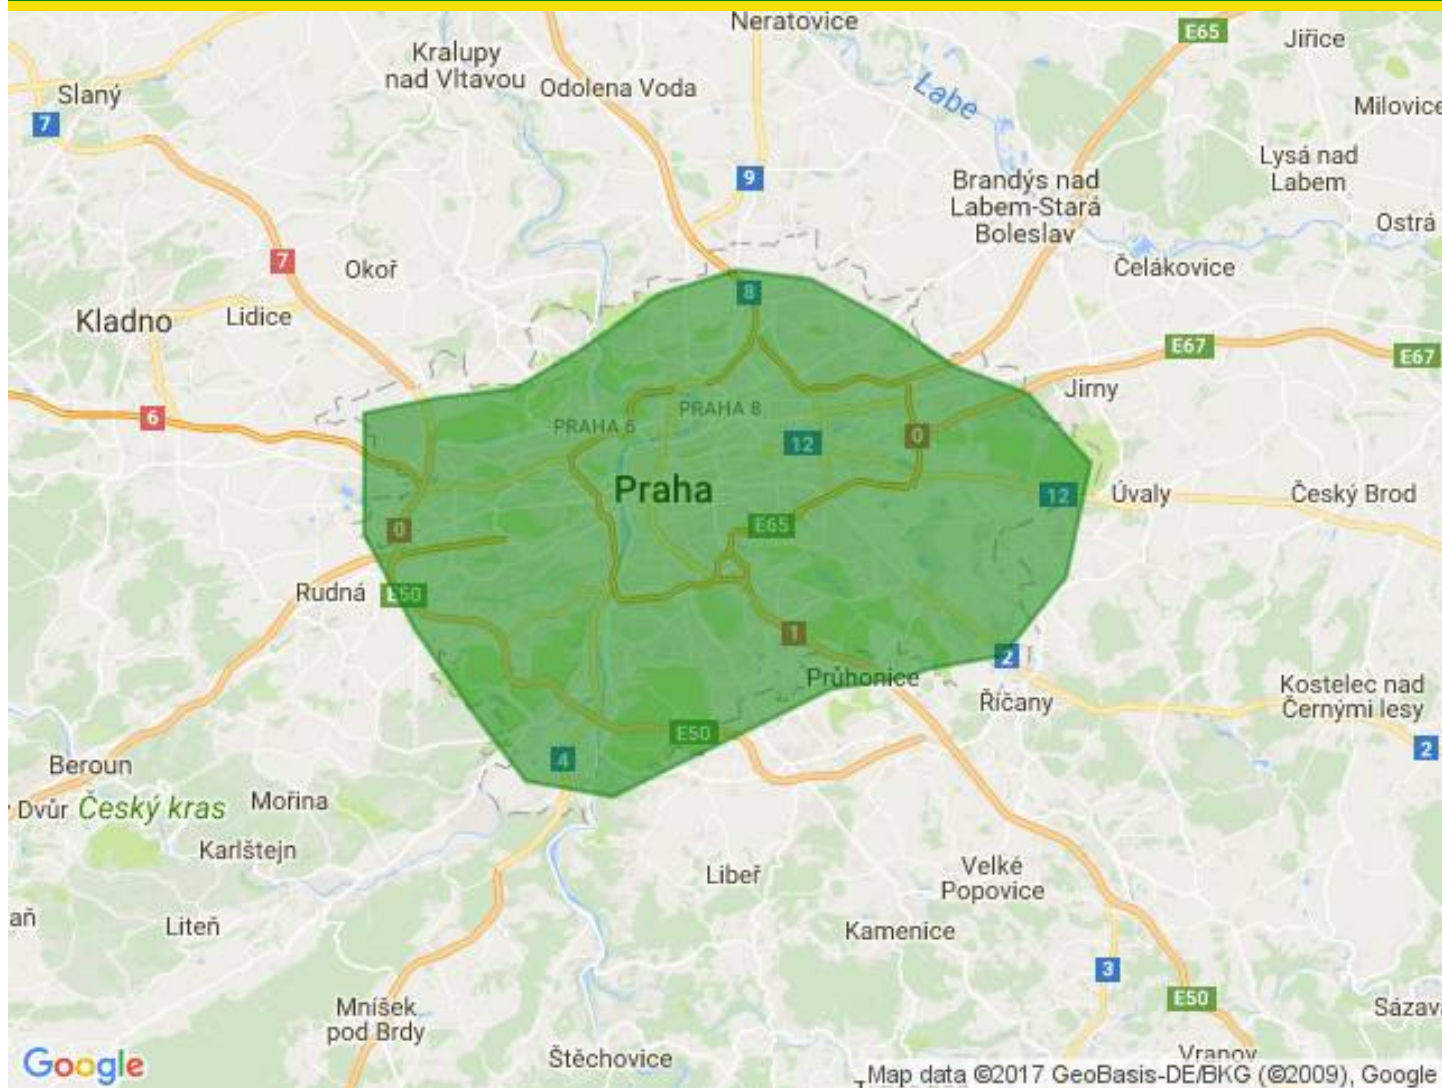 Neratovice
E65
Jiřice
Kralupy
nad Vltavou
Odolena Voda
Slaný
7
Labe
Milovice
Lysá nad
Labem
9
Brandýs nad
Labem-Stará
Boleslav
Ostrá
7
Okoř
Čelákovice
8
Kladno
Lidice
E67
E67
Jirny
6
PRAHA 8
PRAHA 6
12
0
Praha
12
Úvaly
Český Brod
0
E65
Rudná
E50
1
2
Průhonice
Říčany
Kostelec nad
Černými lesy
E50
2
4
Beroun
Dvůr
Český kras
Mořina
Karlštejn
Libeř
Velké
Popovice
aň
Liteň
Kamenice
3
E50
Mníšek
pod Brdy
Sázav
Štěchovice
Vranov
Google
Map data ©2017 GeoBasis-DE/BKG (©2009), Google